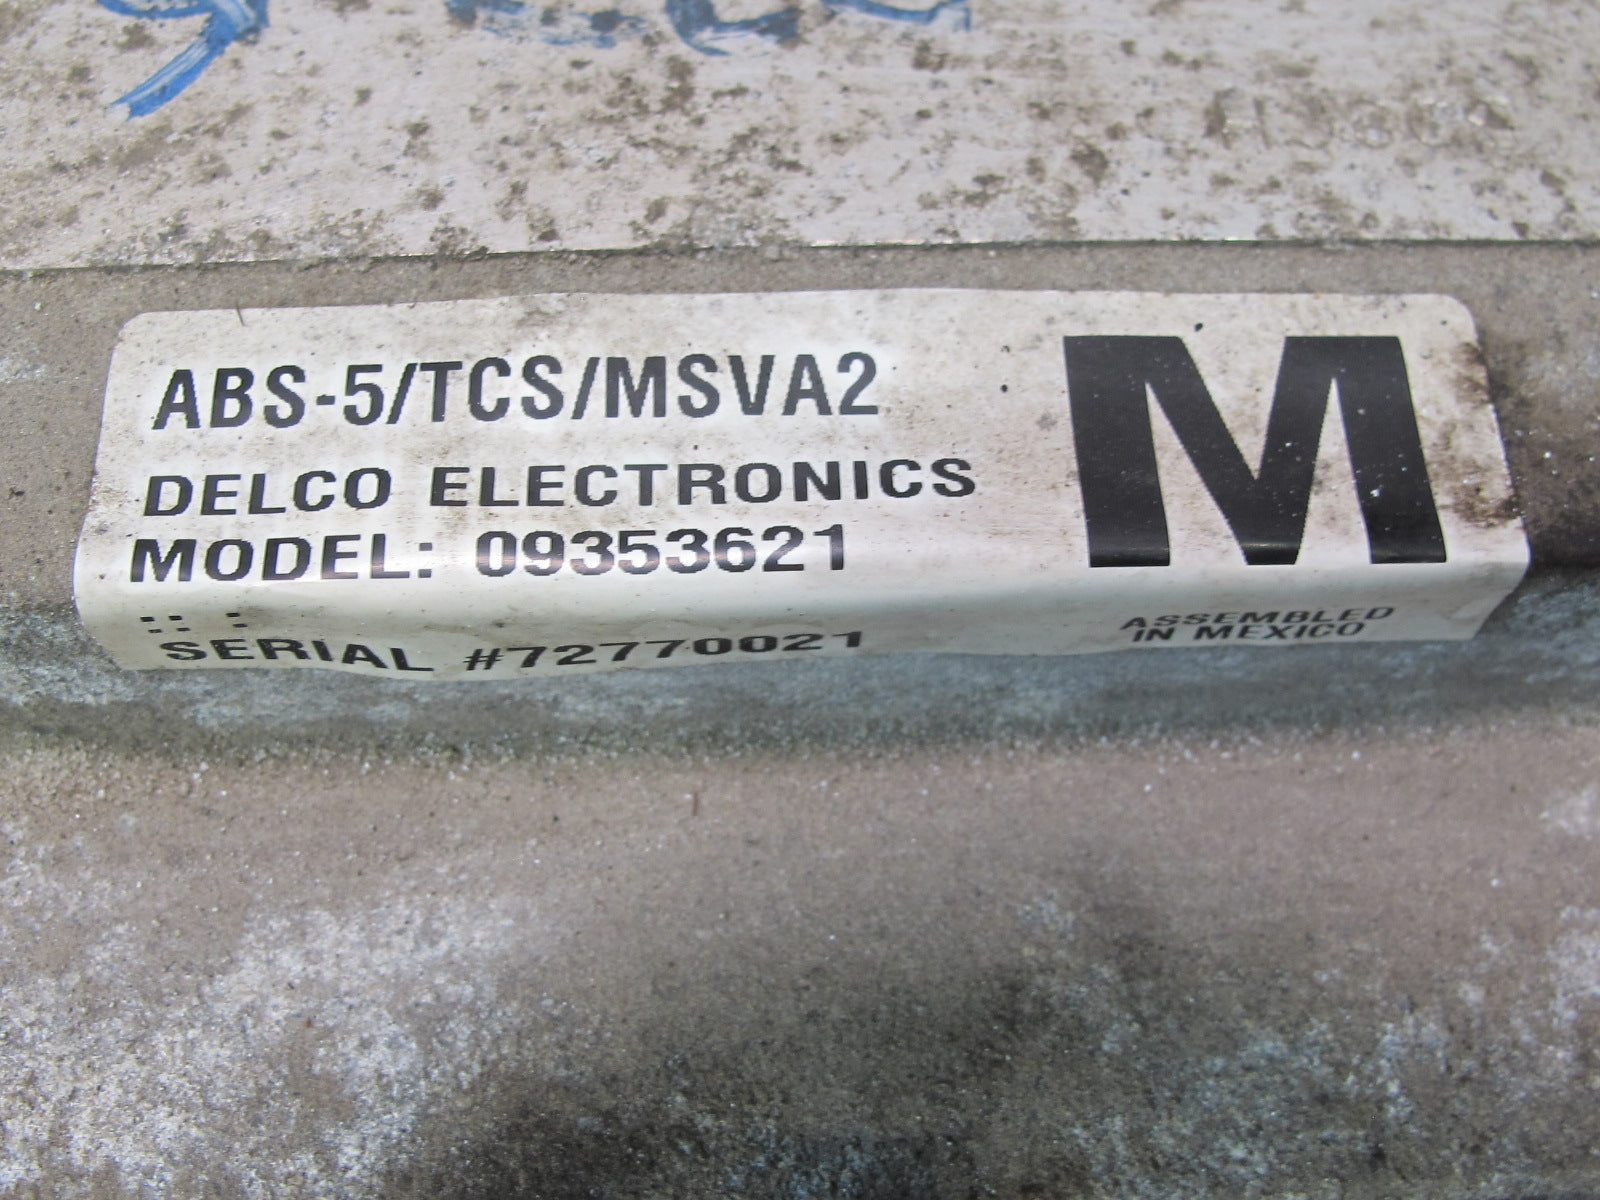 ABS-5/TCS/MSVA2
DELCO ELECTRONICS
MODEL: 09353621
SERIAL #72770021
M
ASSEMBLED
IN MEXICO